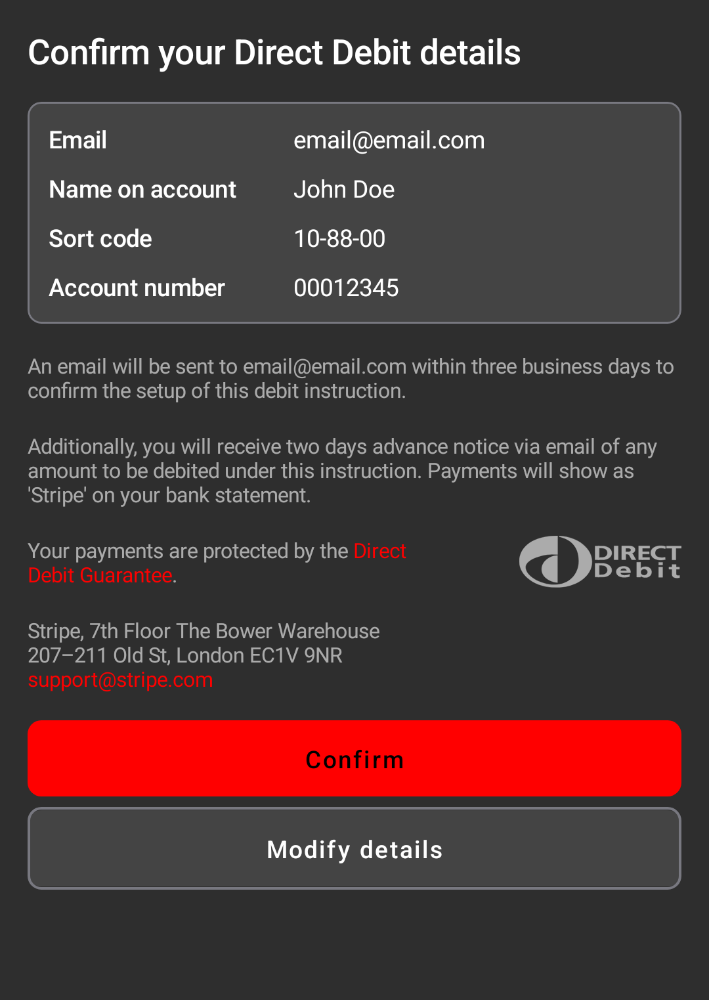 Confirm your Direct Debit details
Email email@email.com
Name on account John Doe
Sort code 10-88-00
Account number 00012345
An email will be sent to email@email.com within three business days to
confirm the setup of this debit instruction.
Additionally, you will receive two days advance notice via email of any
amount to be debited under this instruction. Payments will show as
'Stripe' on your bank statement.
Your payments are protected by the Direct
Debit Guarantee.
DIRECT
Debit
Stripe, 7th Floor The Bower Warehouse
207–211 Old St, London EC1V 9NR
support@stripe.com
Confirm
Modify details